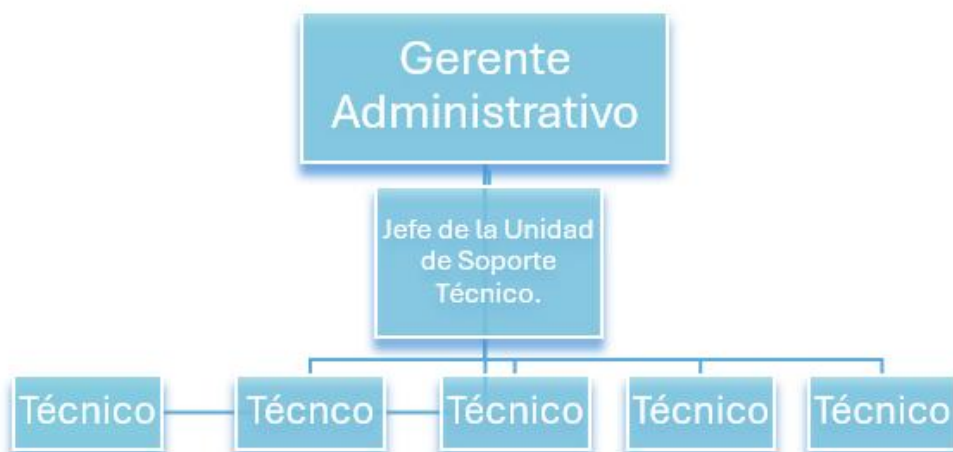 Gerente
Administrativo
Jefe de la Unidad
de Soporte
Técnico.
Técnico
Técnco
Técnico
Técnico
Técnico